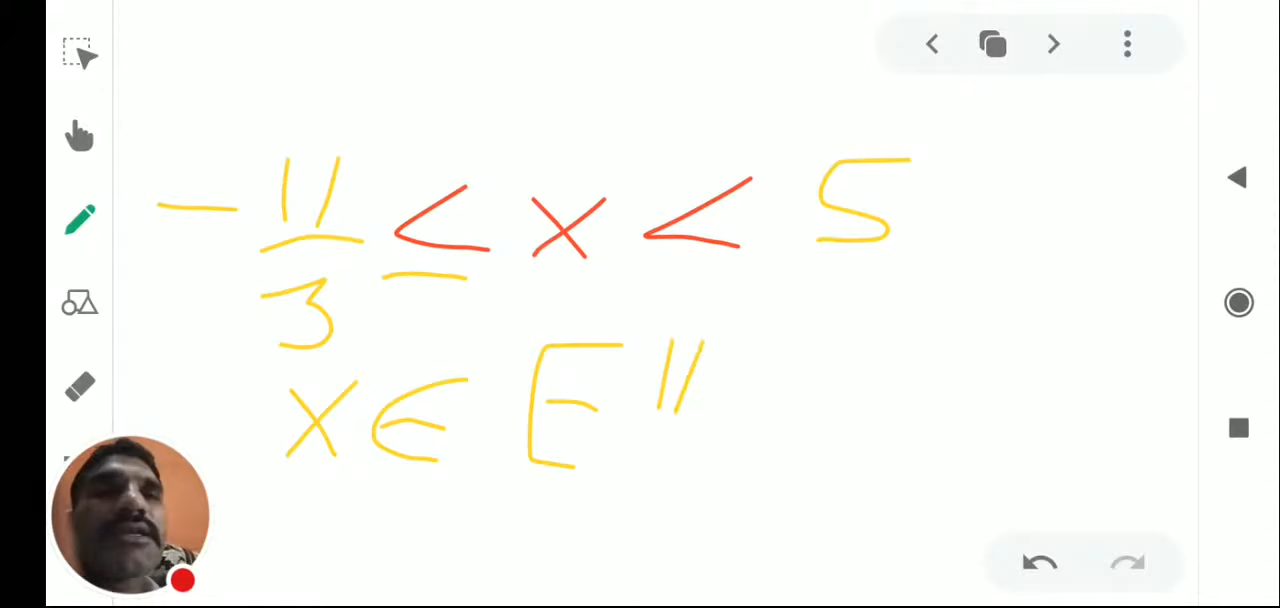 -11/3 ≤ x < 5
x ∈ [-11